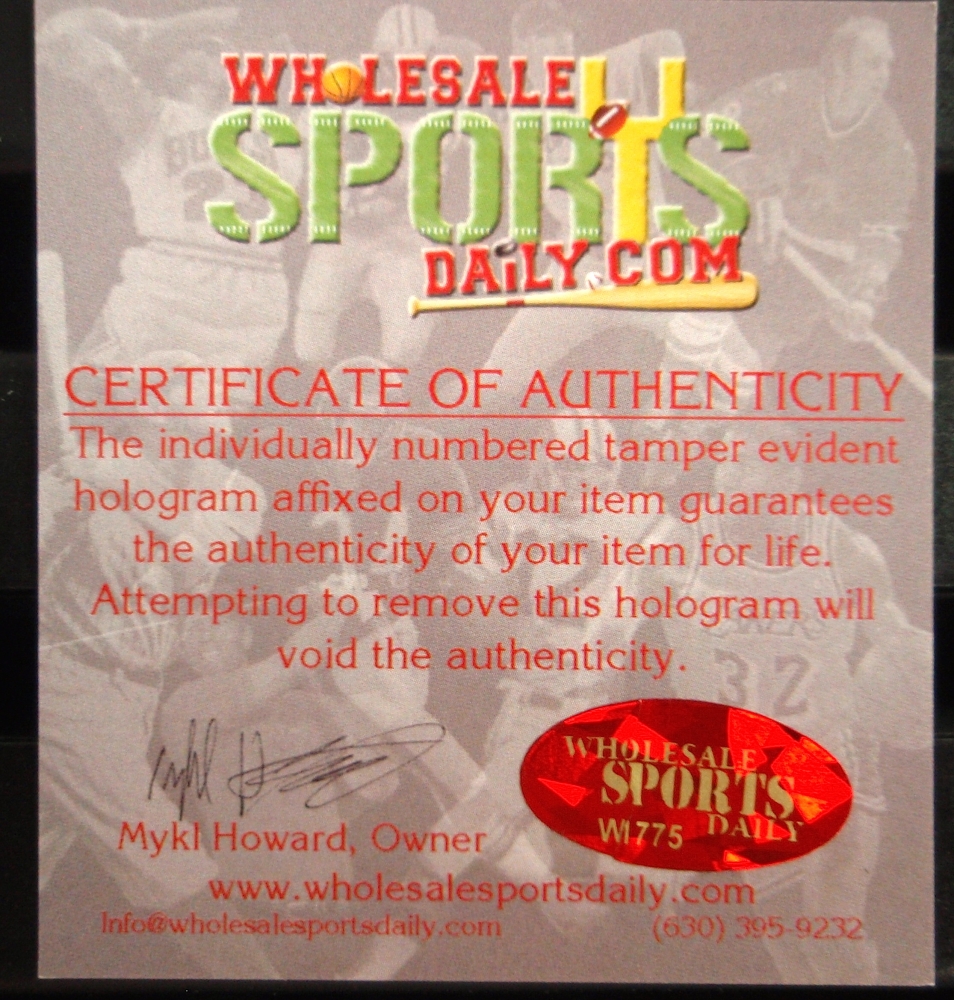 WHOLESALE
SPORTS
DAiLY.COM
CERTIFICATE OF AUTHENTICITY
The individually numbered tamper evident
hologram affixed on your item guarantees
the authenticity of your item for life.
Attempting to remove this hologram will
void the authenticity.
Mykl Howard, Owner
WHOLESALE
SPORTS
DAILY
WI775
www.wholesalesportsdaily.com
Info@wholesalesportsdaily.com
(630) 395-9232
32